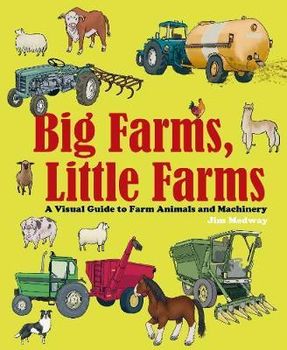 Big Farms,
Little Farms
A Visual Guide to Farm Animals and Machinery
Jim Medway